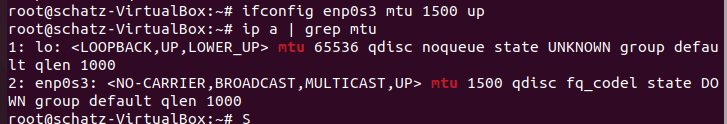 root@schatz-VirtualBox:~# ifconfig enp0s3 mtu 1500 up
root@schatz-VirtualBox:~# ip a | grep mtu
1: lo: <LOOPBACK,UP,LOWER_UP> mtu 65536 qdisc noqueue state UNKNOWN group defau
lt qlen 1000
2: enp0s3: <NO-CARRIER,BROADCAST,MULTICAST,UP> mtu 1500 qdisc fq_codel state DO
WN group default qlen 1000
root@schatz-VirtualBox:~# S